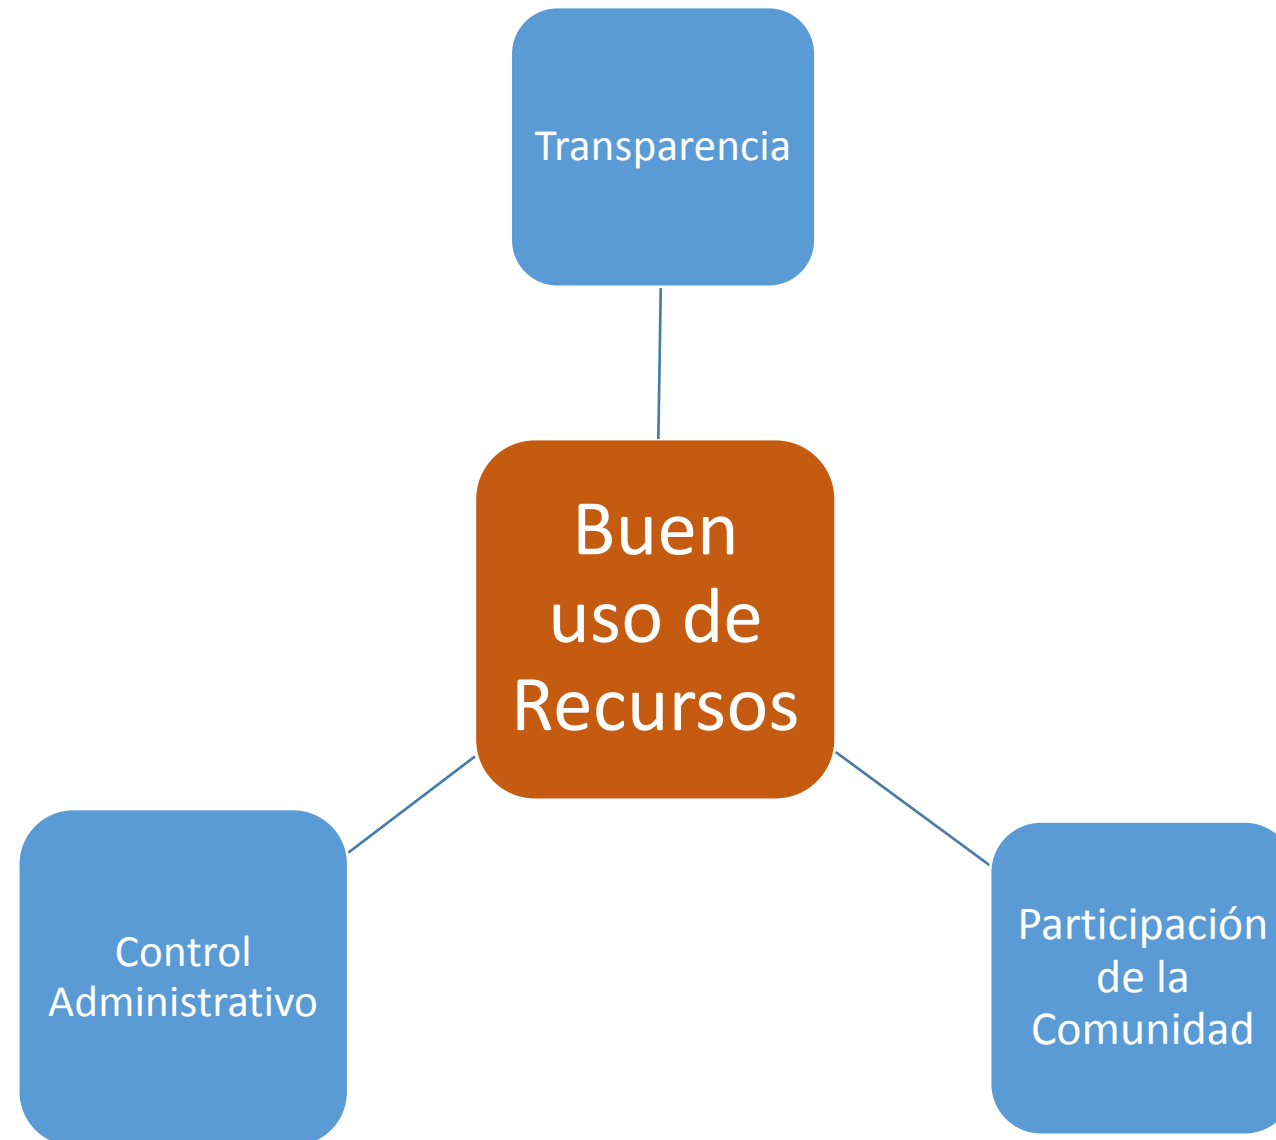 Transparencia
Buen
uso de
Recursos
Control
Administrativo
Participación
de la
Comunidad